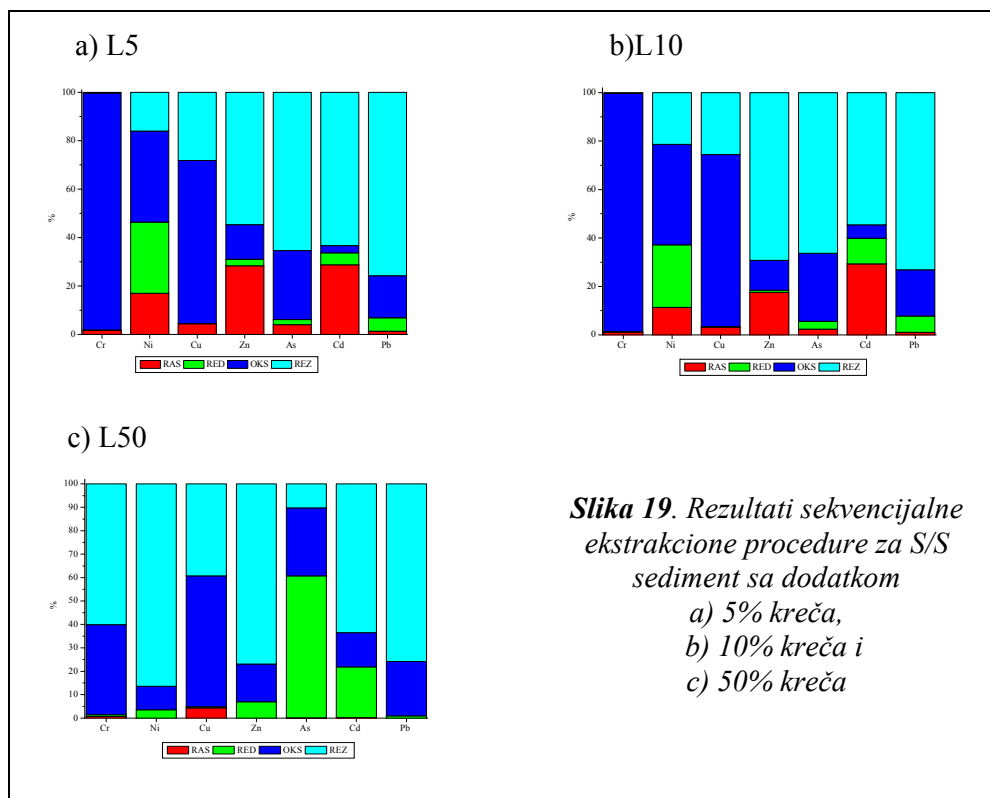 a) L5
100
80
60
40
20
0
%
Cr Ni Cu Zn As Cd Pb
RAS RED OKS REZ
b)L10
100
80
60
40
20
0
%
Cr Ni Cu Zn As Cd Pb
RAS RED OKS REZ
c) L50
100
90
80
70
60
50
40
30
20
10
0
%
Cr Ni Cu Zn As Cd Pb
RAS RED OKS REZ
Slika 19. Rezultati sekvencijalne
ekstrakcione procedure za S/S
sediment sa dodatkom
a) 5% kreča,
b) 10% kreča i
c) 50% kreča